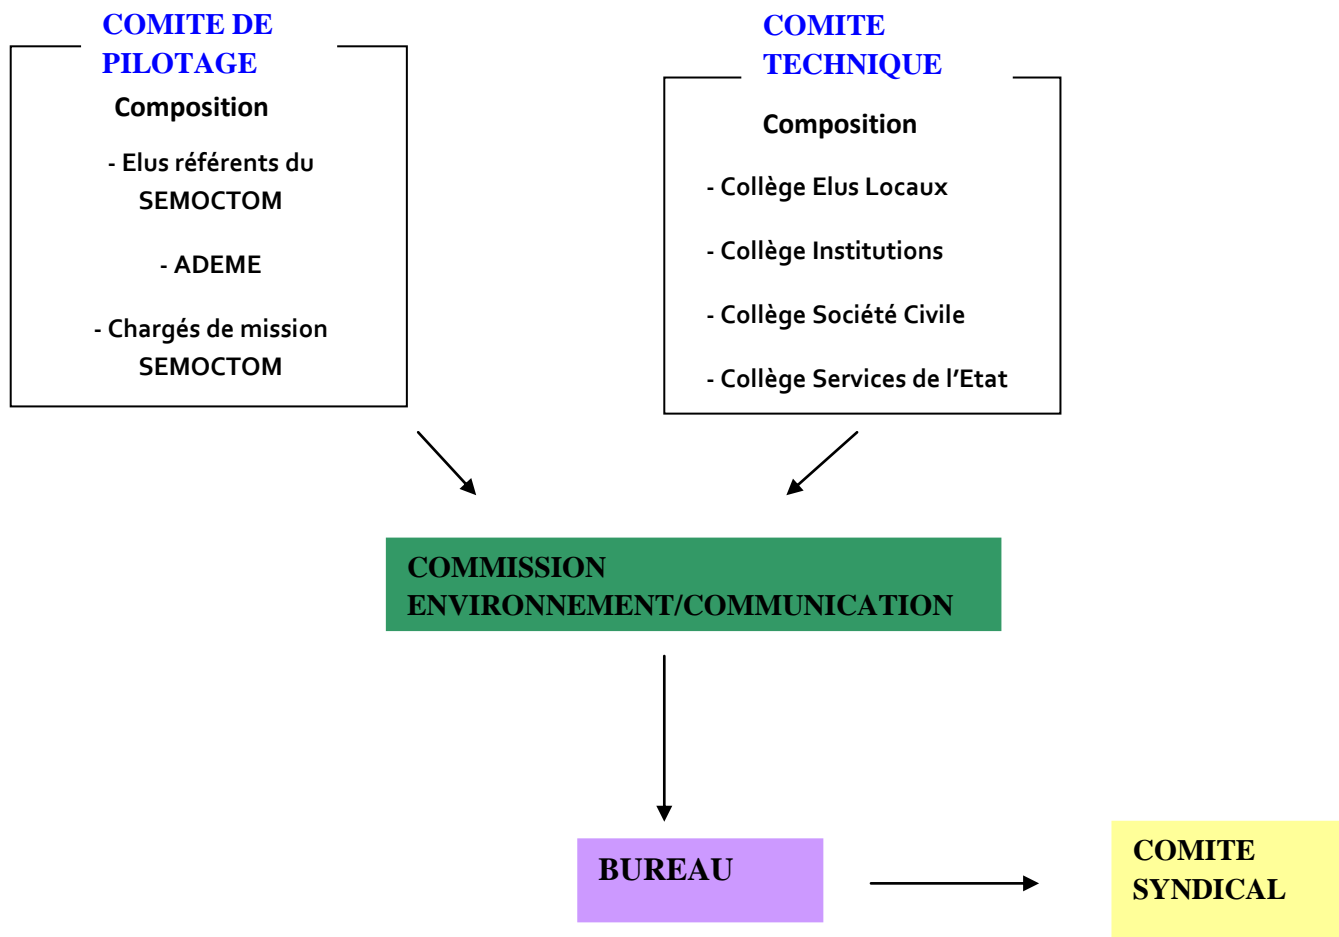 COMITE DE
PILOTAGE
Composition
- Elus référents du
SEMOCTOM
- ADEME
- Chargés de mission
SEMOCTOM
COMITE
TECHNIQUE
Composition
- Collège Elus Locaux
- Collège Institutions
- Collège Société Civile
- Collège Services de l’Etat
COMMISSION
ENVIRONNEMENT/COMMUNICATION
BUREAU
COMITE
SYNDICAL